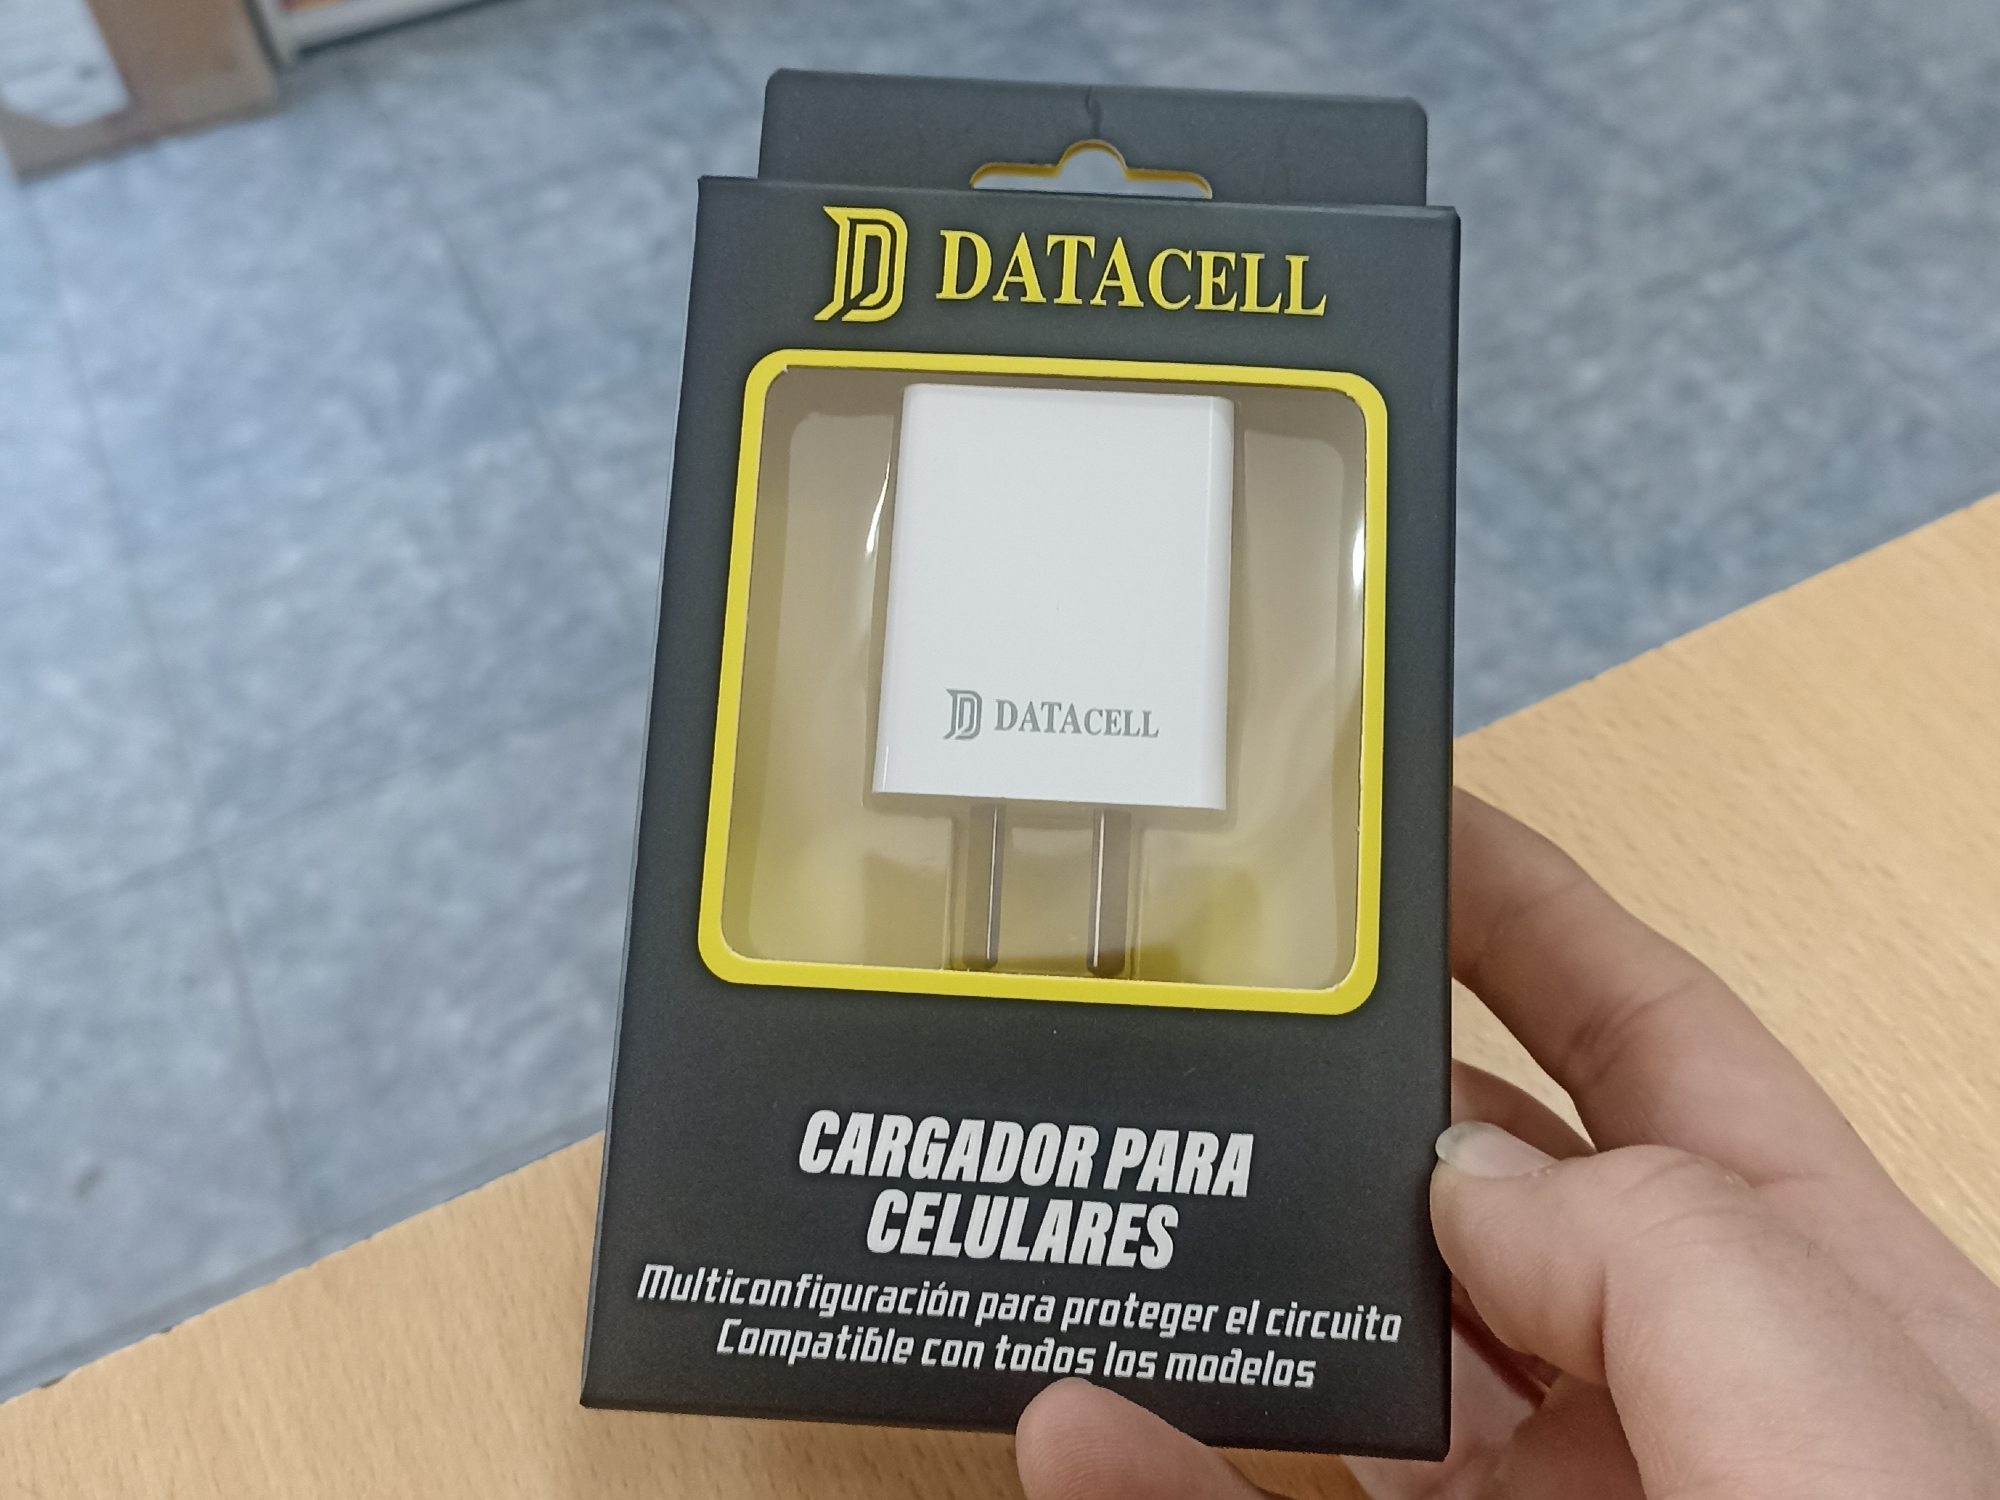 DATACELL
DATACELL
CARGADOR PARA
CELULARES
Multiconfiguración para proteger el circuito
Compatible con todos los modelos